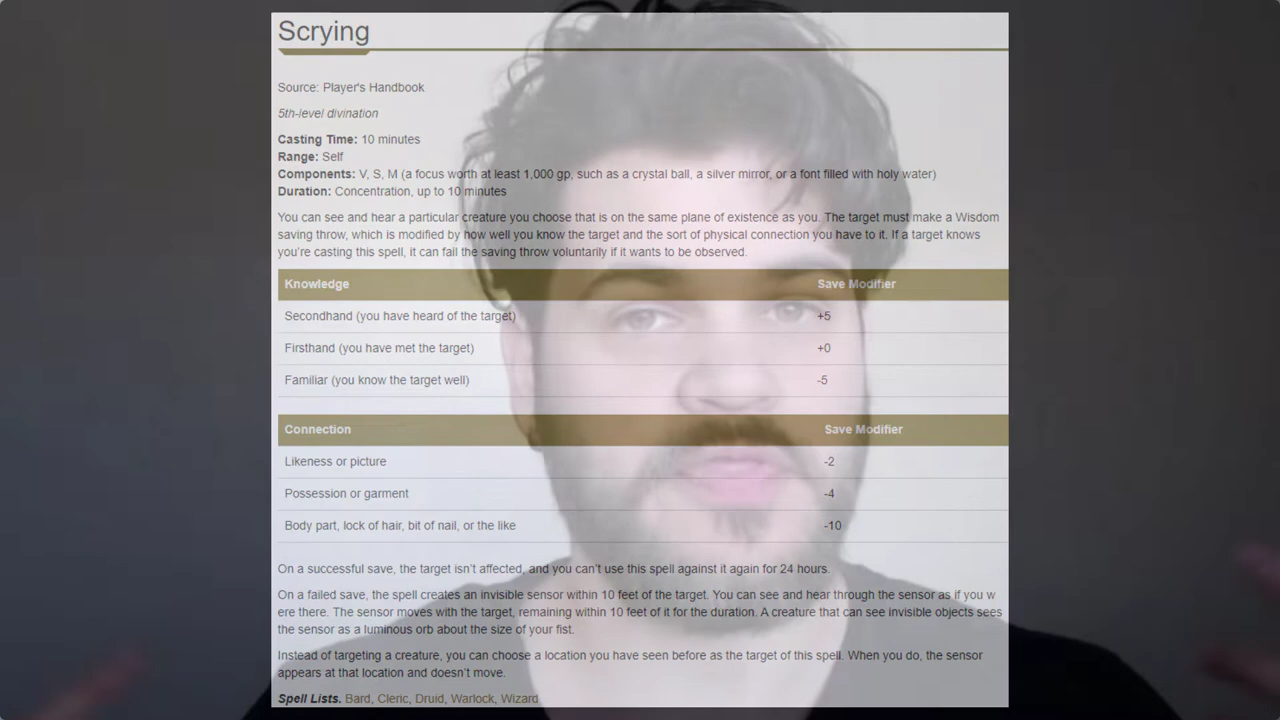 Scrying
Source: Player's Handbook
5th-level divination
Casting Time: 10 minutes
Range: Self
Components: V, S, M (a focus worth at least 1,000 gp, such as a crystal ball, a silver mirror, or a font filled with holy water)
Duration: Concentration, up to 10 minutes
You can see and hear a particular creature you choose that is on the same plane of existence as you. The target must make a Wisdom
saving throw, which is modified by how well you know the target and the sort of physical connection you have to it. If a target knows
you're casting this spell, it can fail the saving throw voluntarily if it wants to be observed.
Knowledge Save Modifier
Secondhand (you have heard of the target) +5
Firsthand (you have met the target) +0
Familiar (you know the target well) -5
Connection Save Modifier
Likeness or picture -2
Possession or garment -4
Body part, lock of hair, bit of nail, or the like -10
On a successful save, the target isn't affected, and you can't use this spell against it again for 24 hours.
On a failed save, the spell creates an invisible sensor within 10 feet of the target. You can see and hear through the sensor as if you w
ere there. The sensor moves with the target, remaining within 10 feet of it for the duration. A creature that can see invisible objects sees
the sensor as a luminous orb about the size of your fist.
Instead of targeting a creature, you can choose a location you have seen before as the target of this spell. When you do, the sensor
appears at that location and doesn't move.
Spell Lists. Bard, Cleric, Druid, Warlock, Wizard